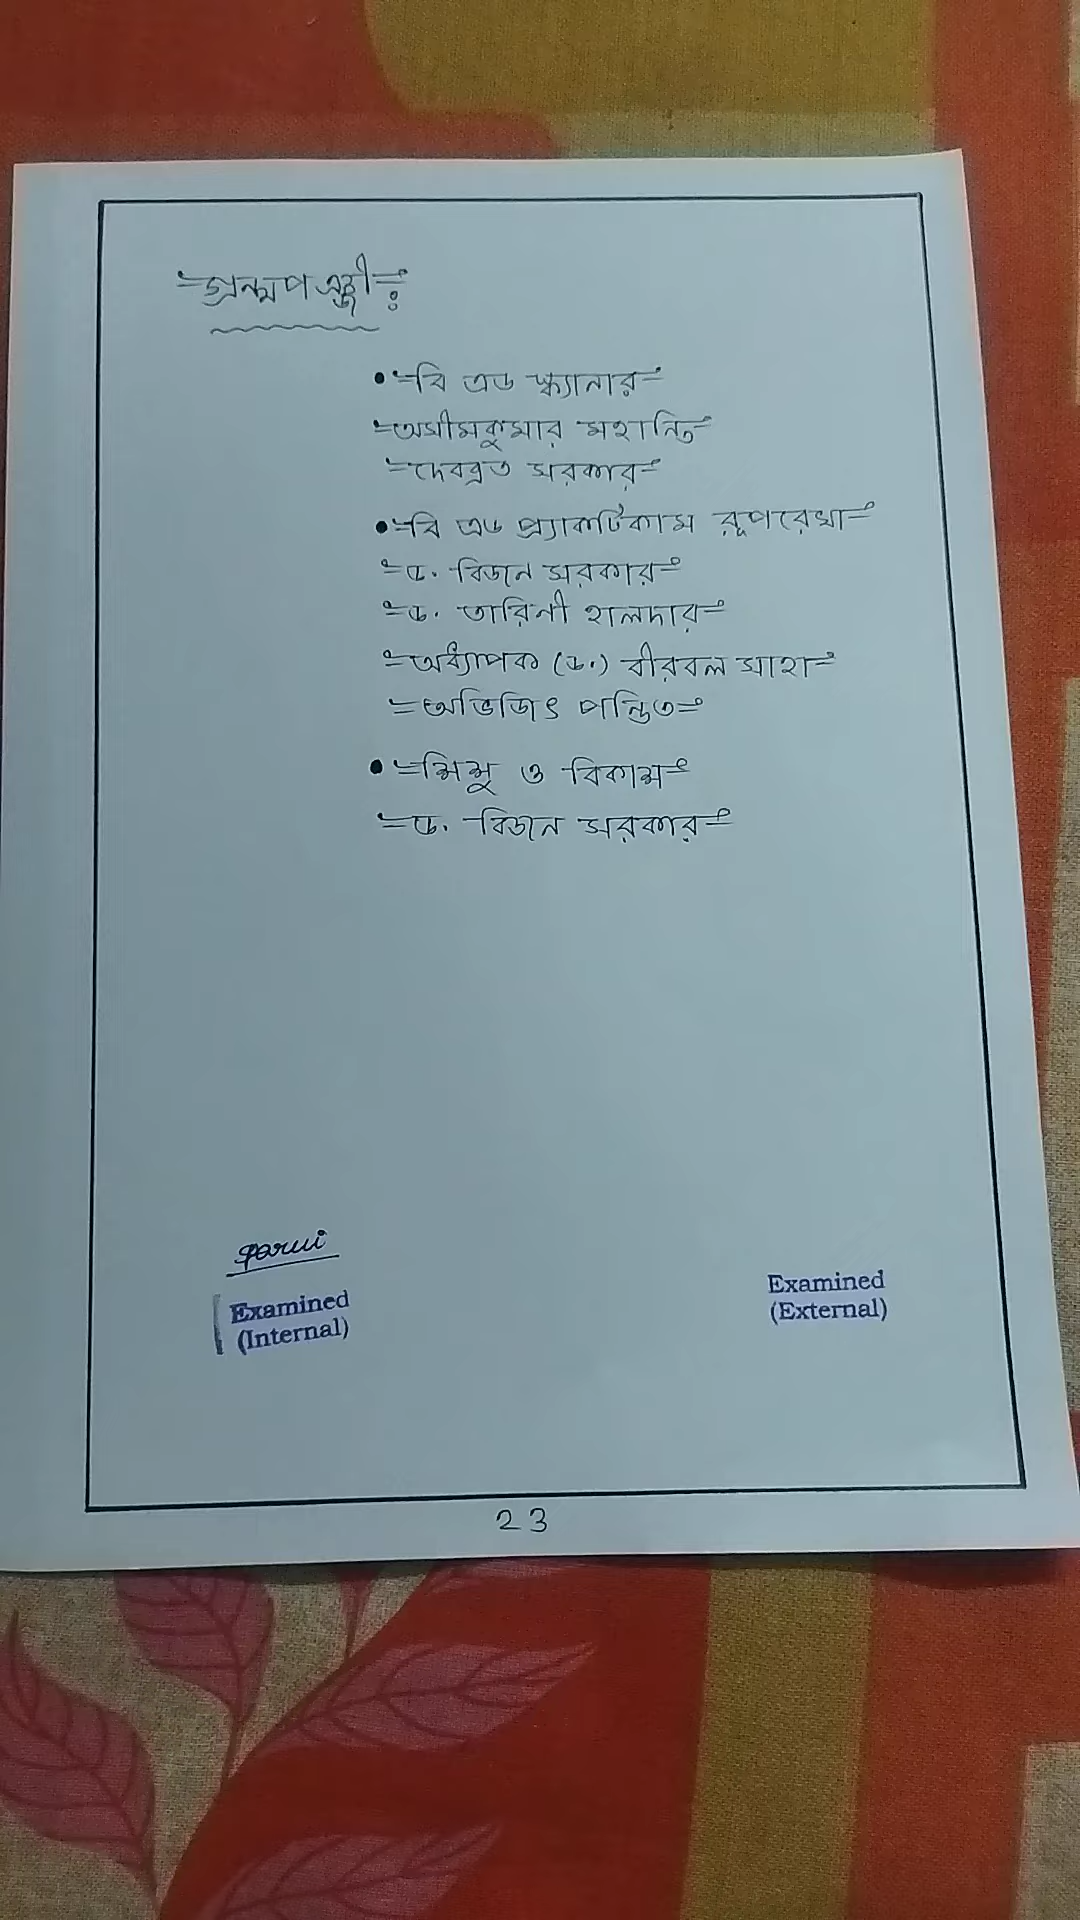 গ্রন্থপঞ্জী :
• বি এড স্ক্যানার
অসীমকুমার মহান্তি
দেবব্রত সরকার
• বি এড প্র্যাকটিকাম রূপরেখা
ড. বিজন সরকার
ড. তারিনী হালদার
অধ্যাপক (ড.) বীরবল সাহা
অভিজিৎ পন্ডিত
• শিশু ও বিকাশ
ড. বিজন সরকার
Parui
Examined
(Internal)
Examined
(External)
23